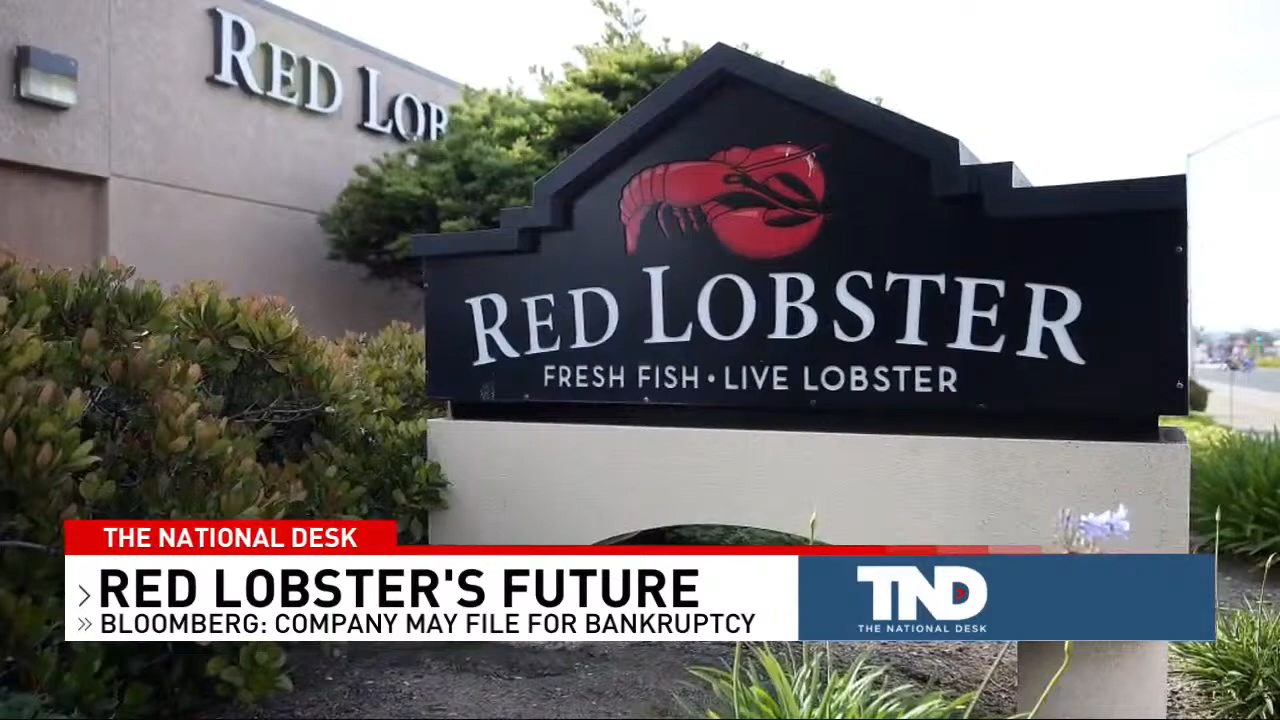 RED LOB
RED LOBSTER
FRESH FISH • LIVE LOBSTER
THE NATIONAL DESK
RED LOBSTER'S FUTURE
BLOOMBERG: COMPANY MAY FILE FOR BANKRUPTCY
TND
THE NATIONAL DESK